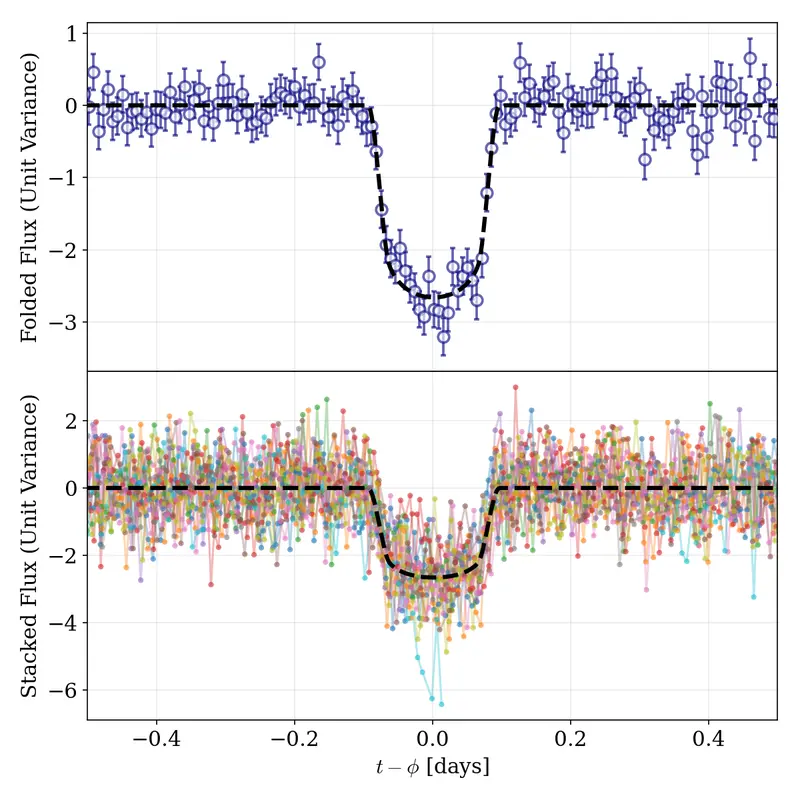 Folded Flux (Unit Variance)
1
0
−1
−2
−3
Stacked Flux (Unit Variance)
2
0
−2
−4
−6
−0.4 −0.2 0.0 0.2 0.4
t − ϕ [days]